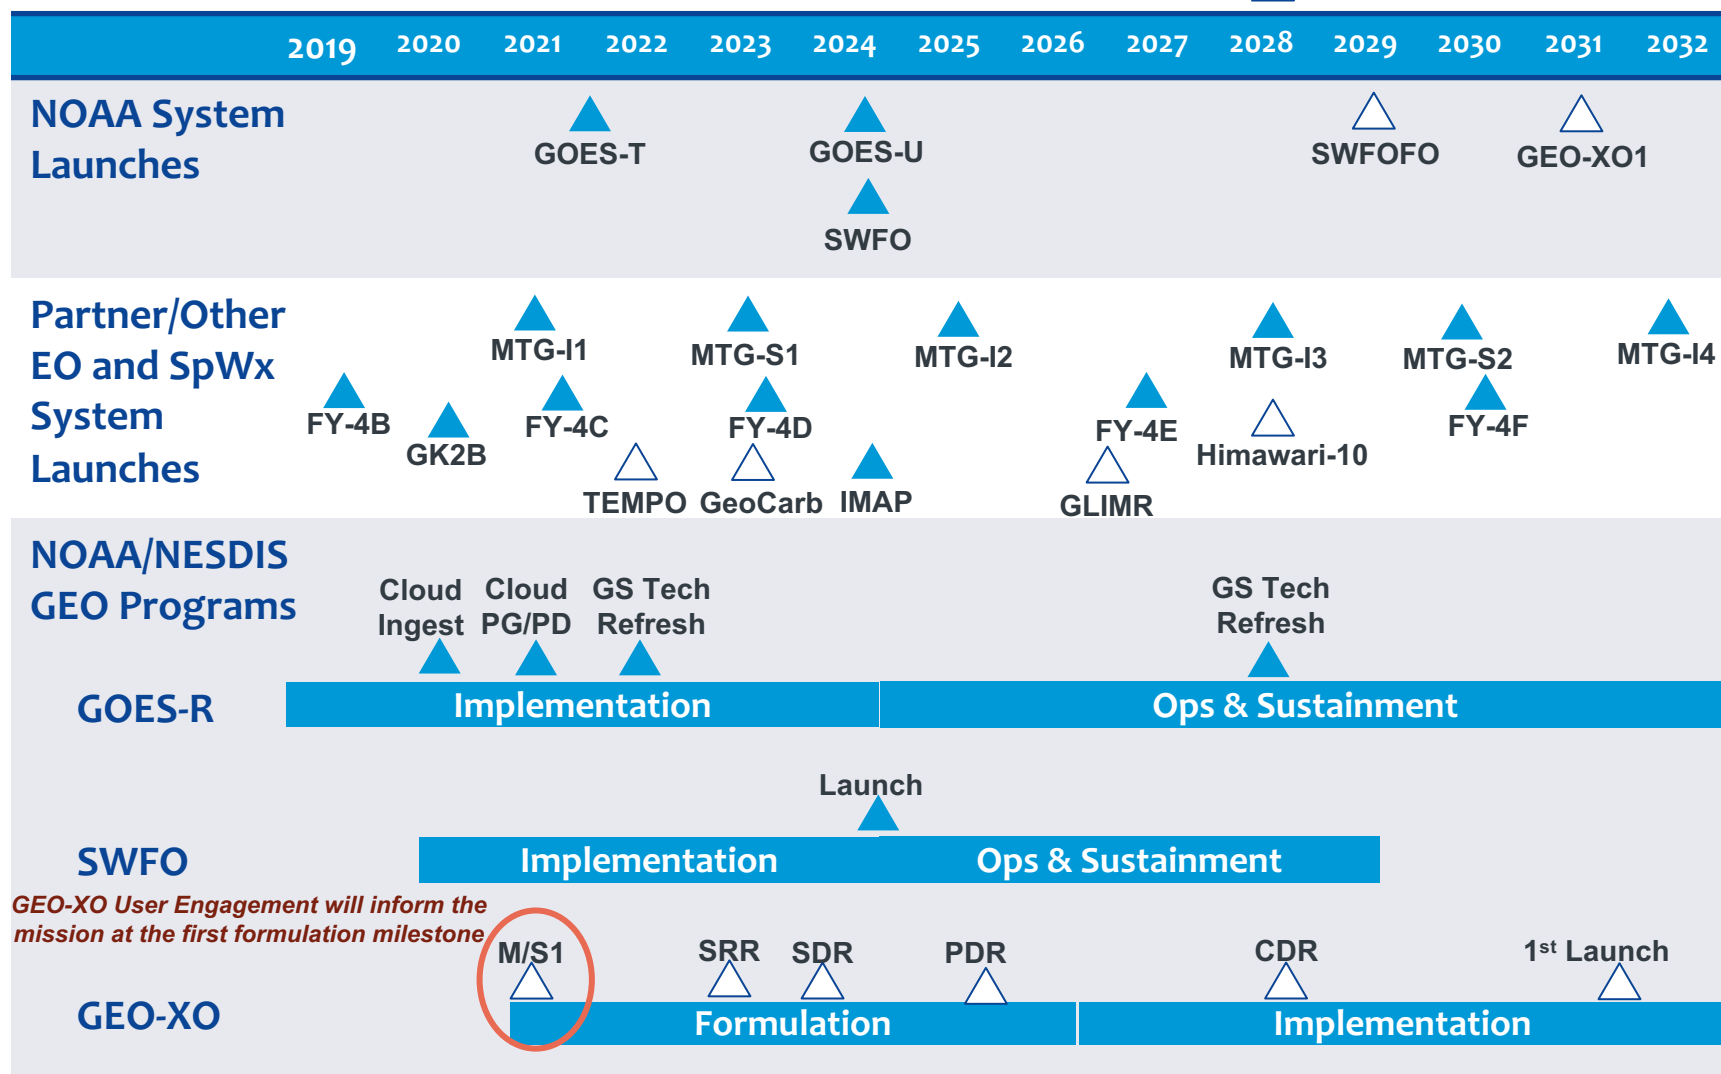 2019 2020 2021 2022 2023 2024 2025 2026 2027 2028 2029 2030 2031 2032
NOAA System
Launches
GOES-T GOES-U SWFOFO GEO-XO1
SWFO
Partner/Other
EO and SpWx
System
Launches
MTG-I1 MTG-S1 MTG-I2 MTG-I3 MTG-S2 MTG-I4
FY-4B FY-4C FY-4D FY-4E FY-4F
GK2B Himawari-10
TEMPO GeoCarb IMAP GLIMR
NOAA/NESDIS
GEO Programs
Cloud Cloud GS Tech GS Tech
Ingest PG/PD Refresh Refresh
GOES-R Implementation Ops & Sustainment
Launch
SWFO Implementation Ops & Sustainment
GEO-XO User Engagement will inform the
mission at the first formulation milestone
M/S1 SRR SDR PDR CDR 1st Launch
GEO-XO Formulation Implementation